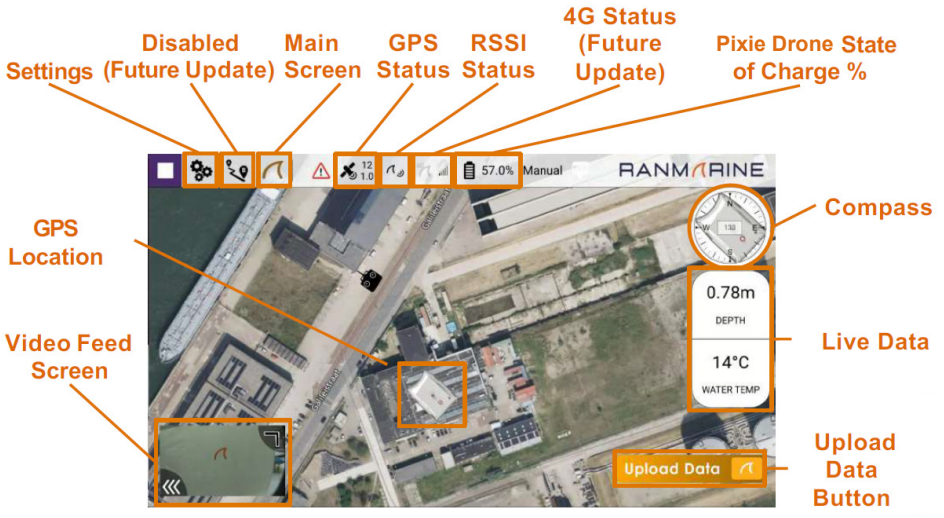 4G Status
(Future
Update)
Disabled
(Future Update)
Main
Screen
GPS
Status
RSSI
Status
Pixie Drone State
of Charge %
Settings
12
1.0
57.0%
Manual
RANMARINE
N
W
E
S
138
Compass
GPS
Location
0.78m
DEPTH
14°C
WATER TEMP
Live Data
Video Feed
Screen
Upload Data
Upload
Data
Button